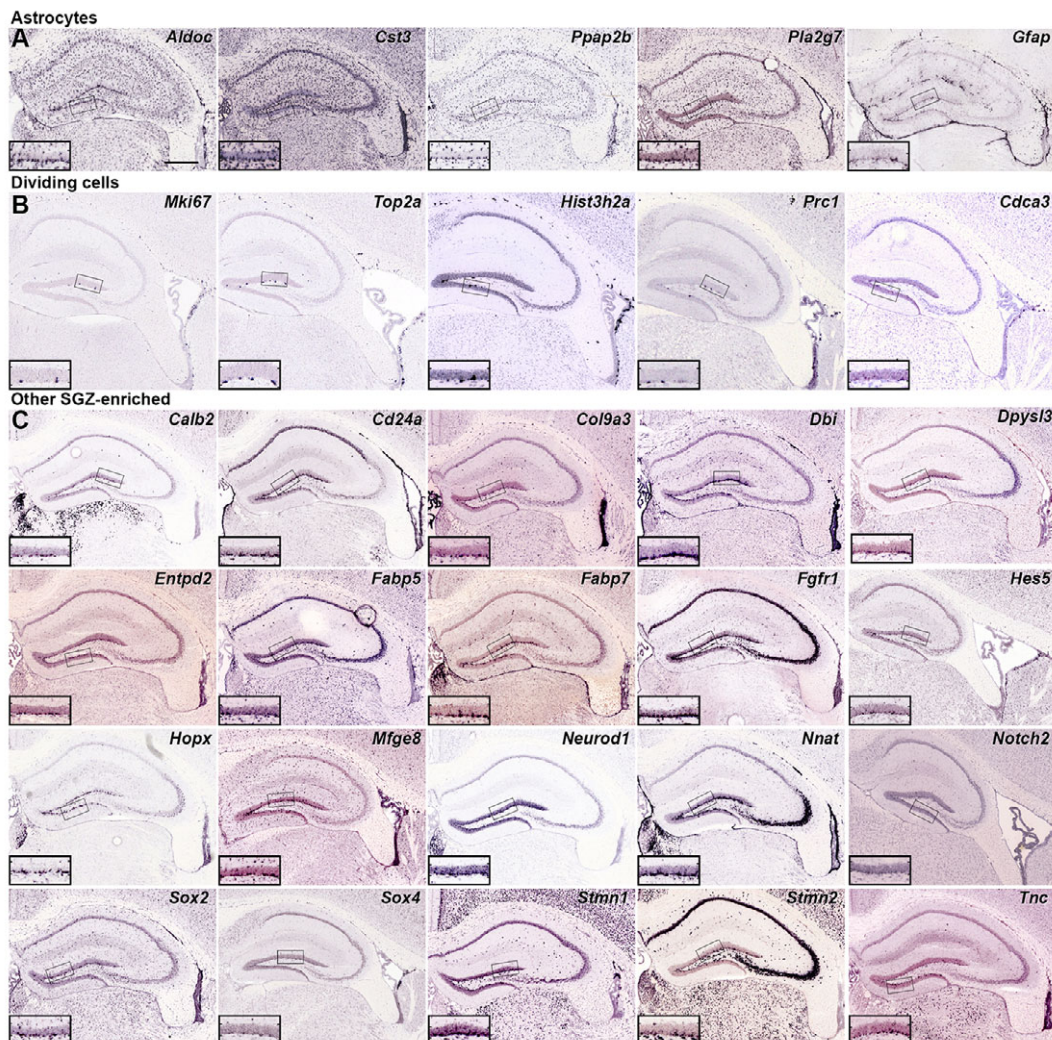 Astrocytes
A Aldoc Cst3 Ppap2b Pla2g7 Gfap
Dividing cells
B Mki67 Top2a Hist3h2a Prc1 Cdca3
Other SGZ-enriched
C Calb2 Cd24a Col9a3 Dbi Dpysl3
Entpd2 Fabp5 Fabp7 Fgfr1 Hes5
Hopx Mfge8 Neurod1 Nnat Notch2
Sox2 Sox4 Stmn1 Stmn2 Tnc